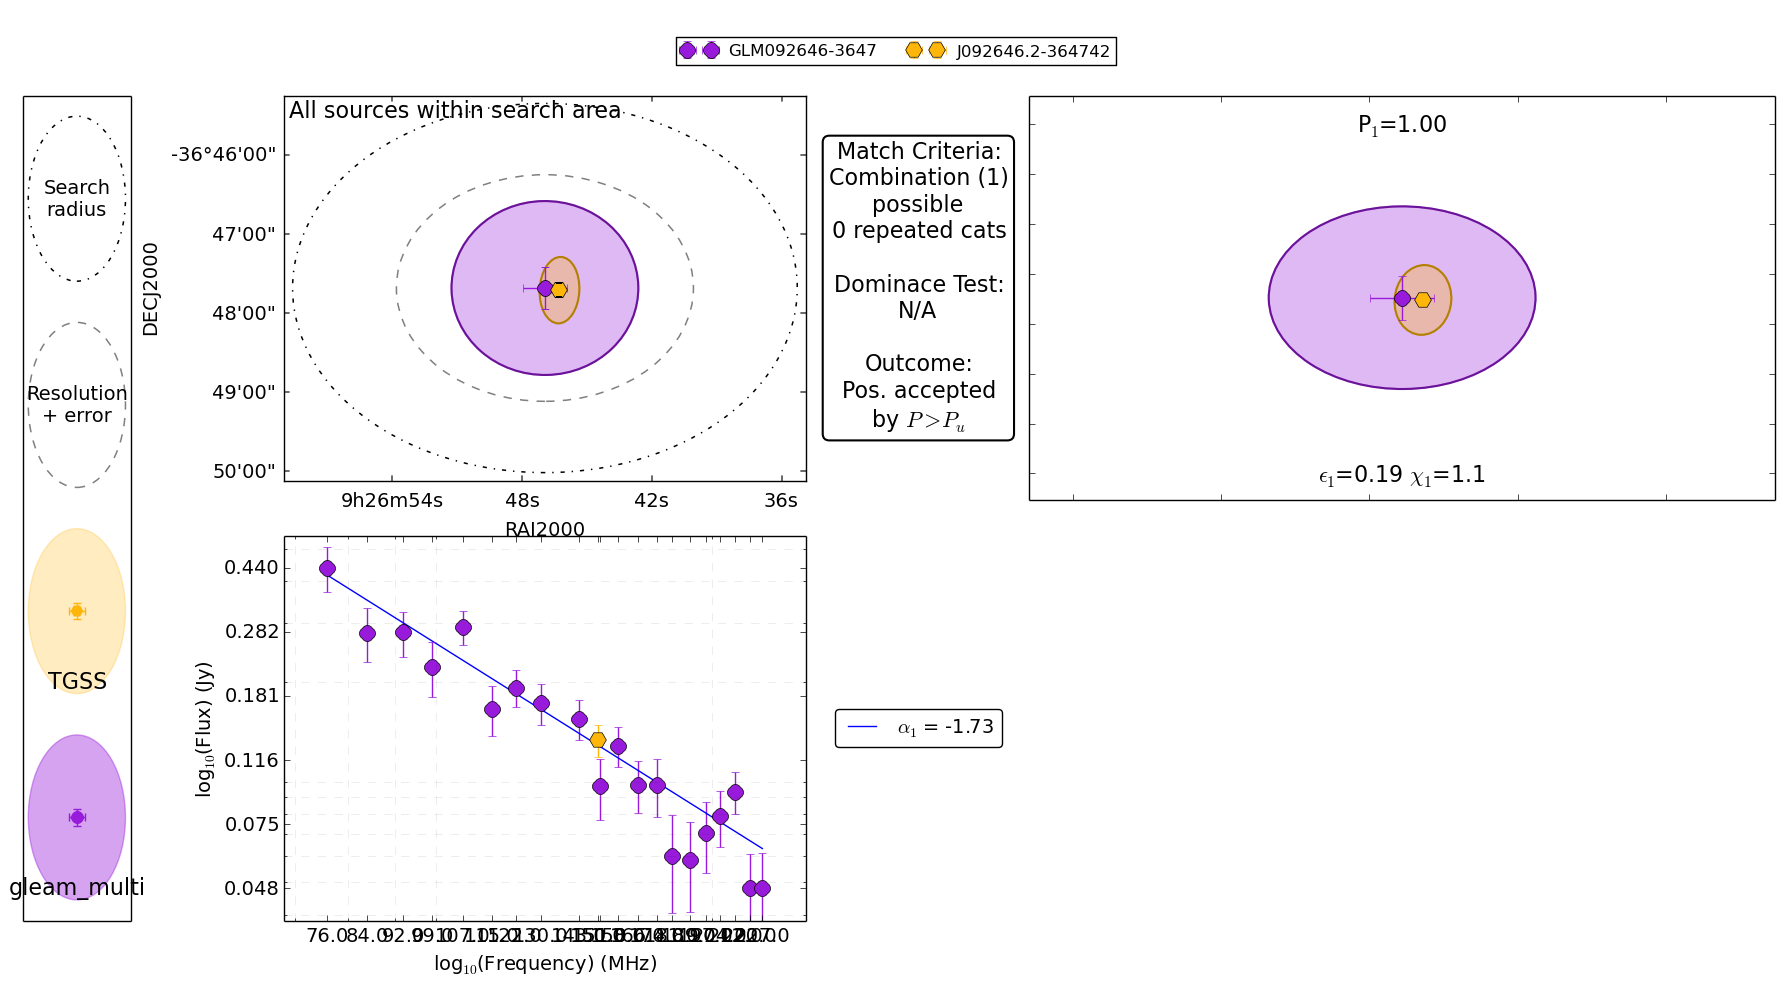 GLM092646-3647 J092646.2-364742
Search
radius
Resolution
+ error
TGSS
gleam_multi
All sources within search area
DECJ2000
-36°46'00"
47'00"
48'00"
49'00"
50'00"
9h26m54s 48s 42s 36s
RAJ2000
Match Criteria:
Combination (1)
possible
0 repeated cats
Dominace Test:
N/A
Outcome:
Pos. accepted
by P>Pu
P1=1.00
ϵ1=0.19 χ1=1.1
log10(Flux) (Jy)
0.440
0.282
0.181
0.116
0.075
0.048
76.0 84.0 92.0
log10(Frequency) (MHz)
α1 = -1.73